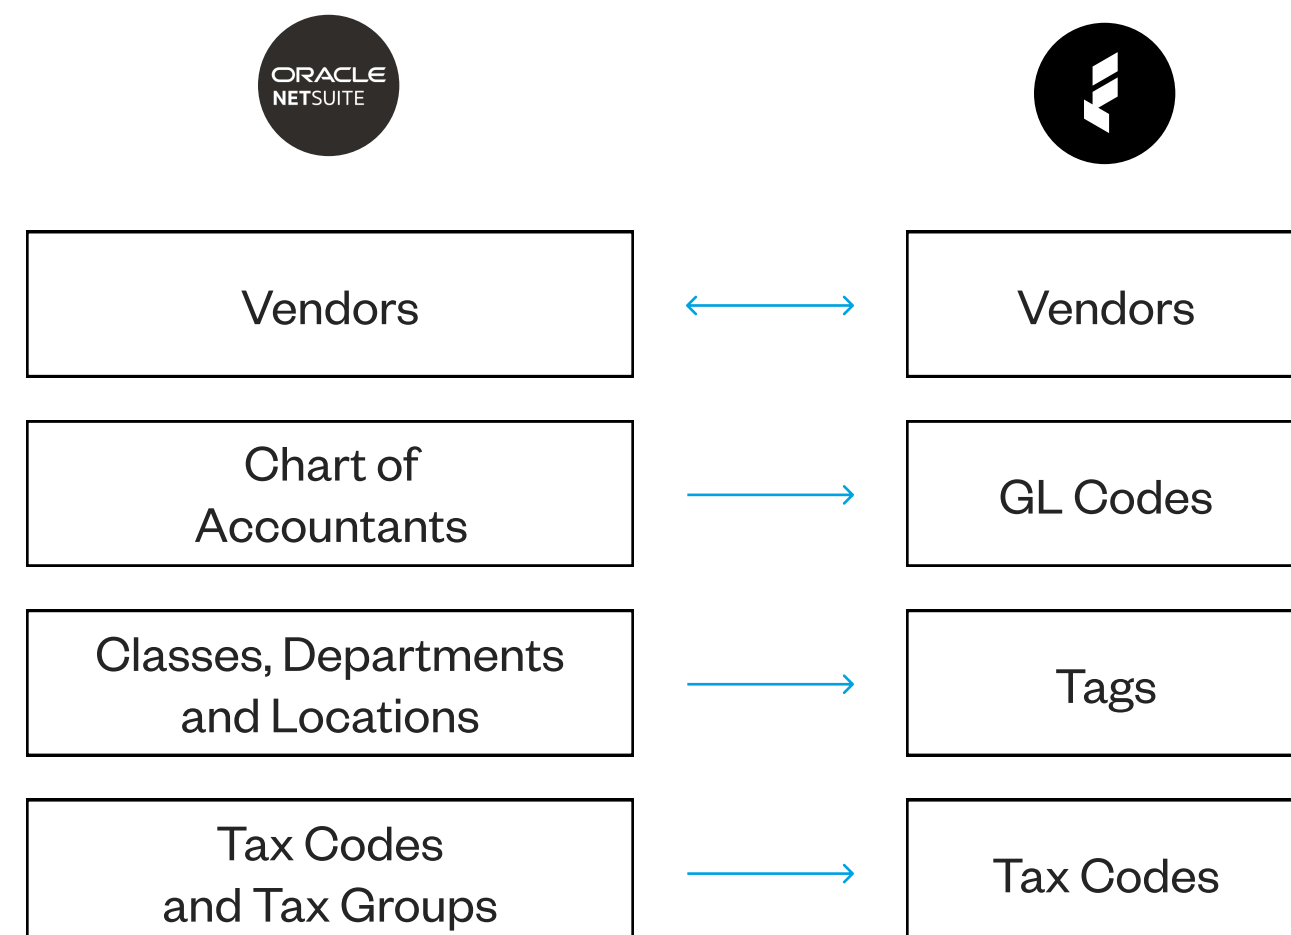 ORACLE
NETSUITE
Vendors
Vendors
Chart of
Accountants
GL Codes
Classes, Departments
and Locations
Tags
Tax Codes
and Tax Groups
Tax Codes